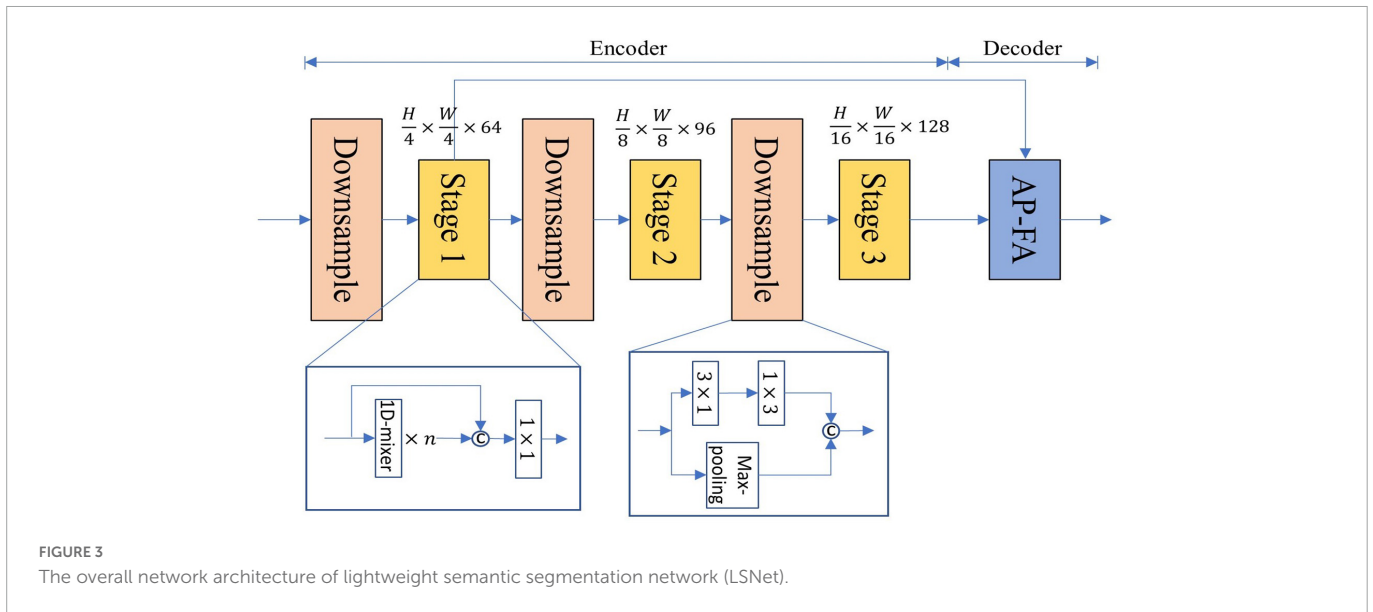 Encoder
Decoder
H/4 × W/4 × 64
H/8 × W/8 × 96
H/16 × W/16 × 128
Downsample
Stage 1
Downsample
Stage 2
Downsample
Stage 3
AP-FA
1D-mixer
× n
C
1 × 1
3 × 1
1 × 3
Max-
pooling
C
FIGURE 3
The overall network architecture of lightweight semantic segmentation network (LSNet).